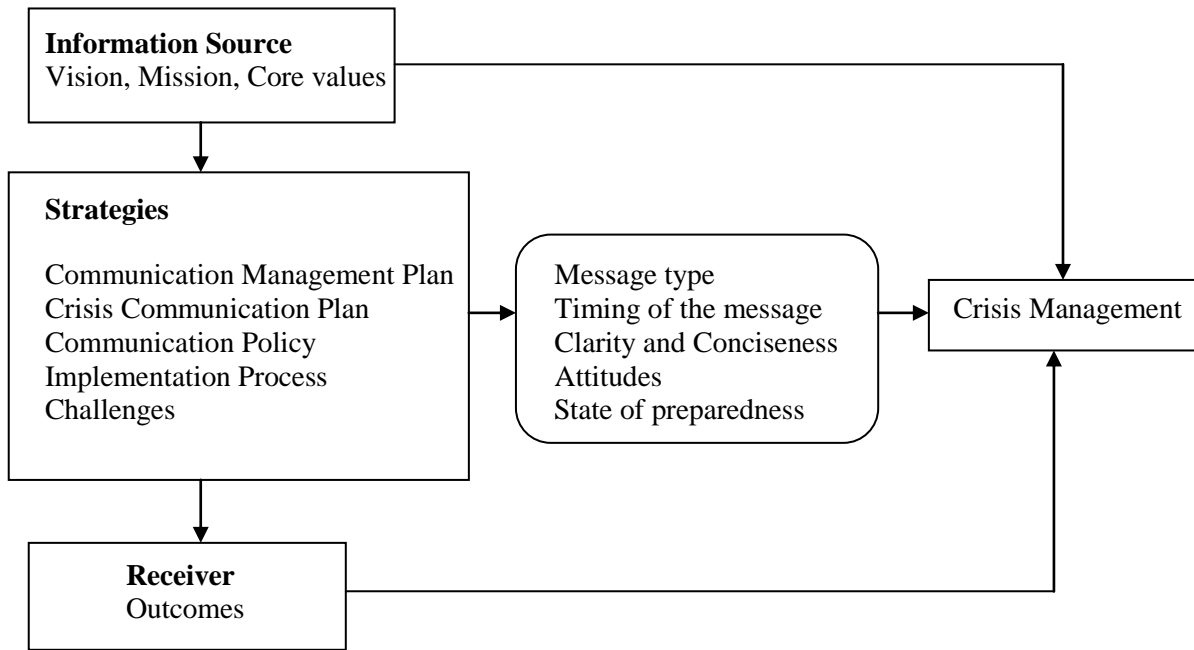 Information Source
Vision, Mission, Core values
Strategies
Communication Management Plan
Crisis Communication Plan
Communication Policy
Implementation Process
Challenges
Message type
Timing of the message
Clarity and Conciseness
Attitudes
State of preparedness
Crisis Management
Receiver
Outcomes